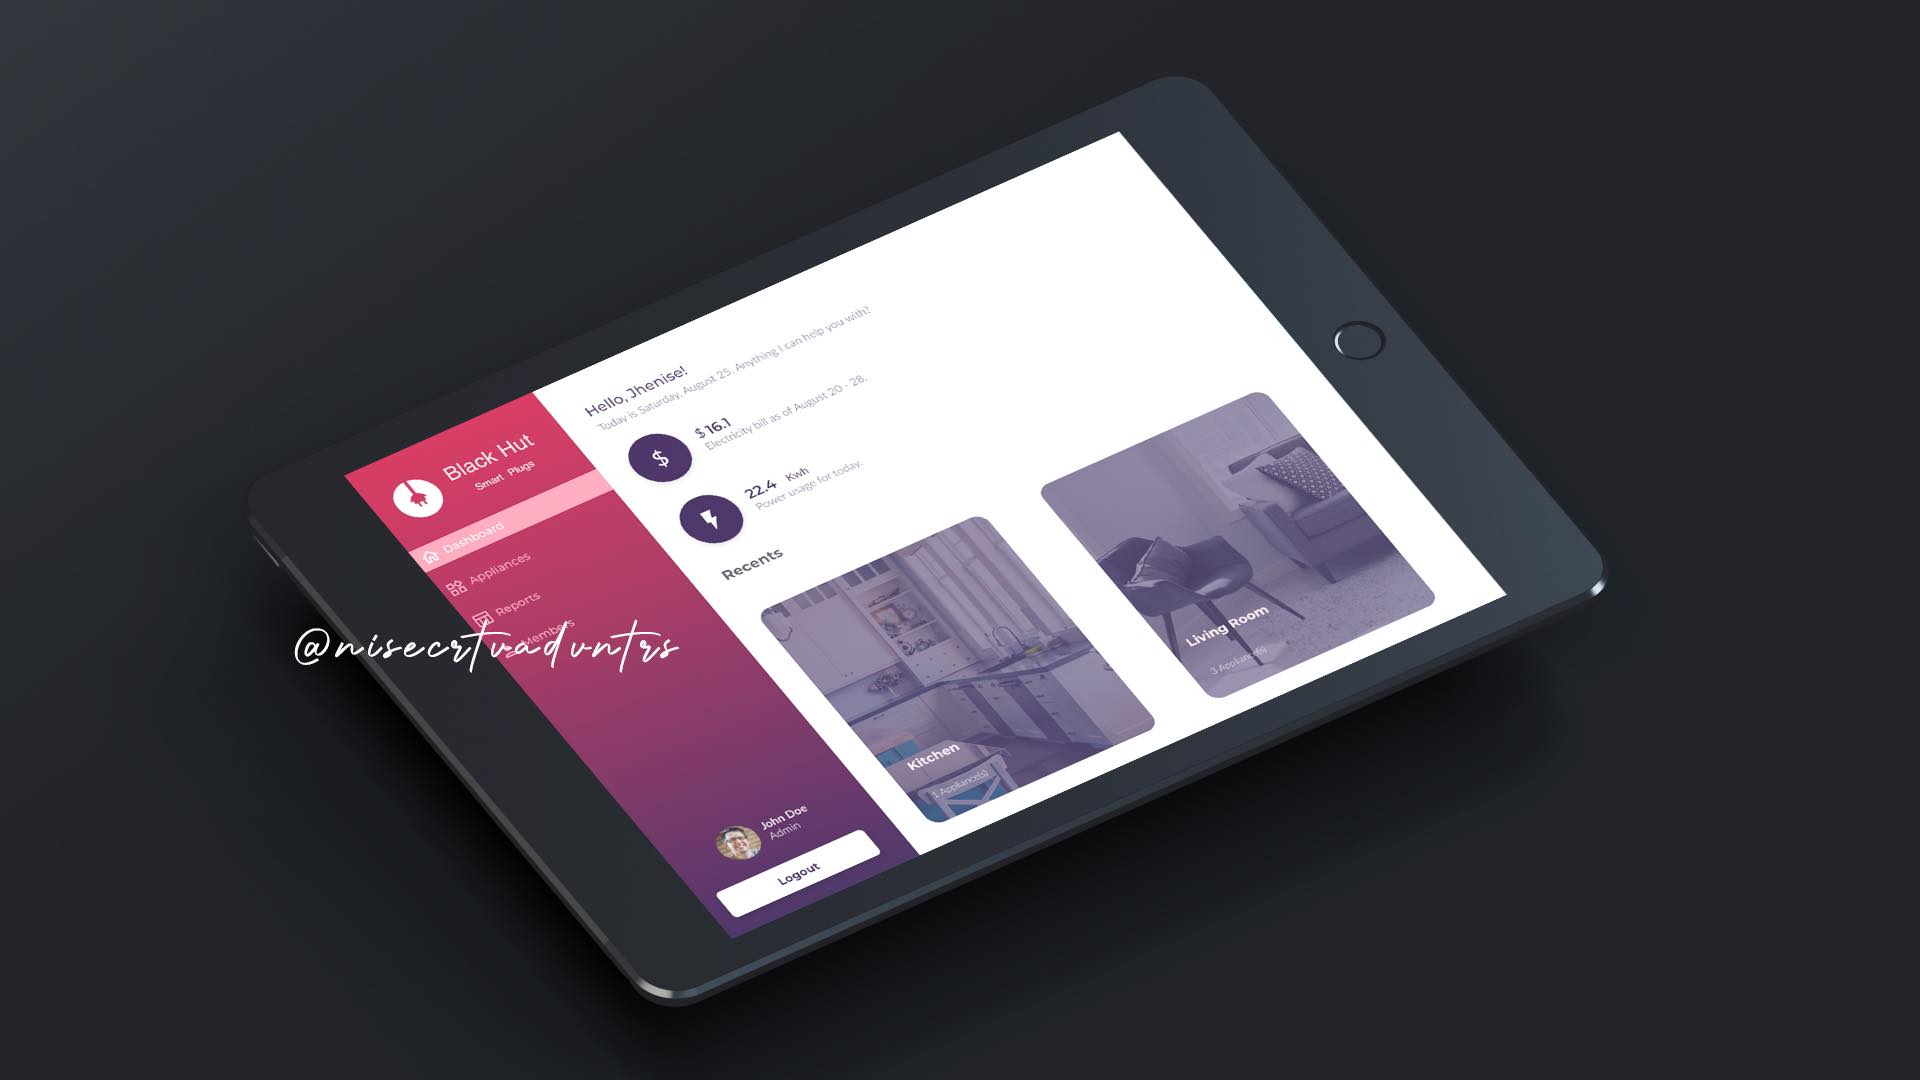 Black Hut
Smart Plugs
Dashboard
Appliances
Reports
Members
@nisecrtvadvntrs
John Doe
Admin
Logout
Hello, Jhenise!
Today is Saturday, August 25. Anything I can help you with?
$ 16.1
Electricity bill as of August 20 - 28.
22.4 Kwh
Power usage for today.
Recents
Kitchen
1 Appliance(s)
Living Room
3 Appliance(s)